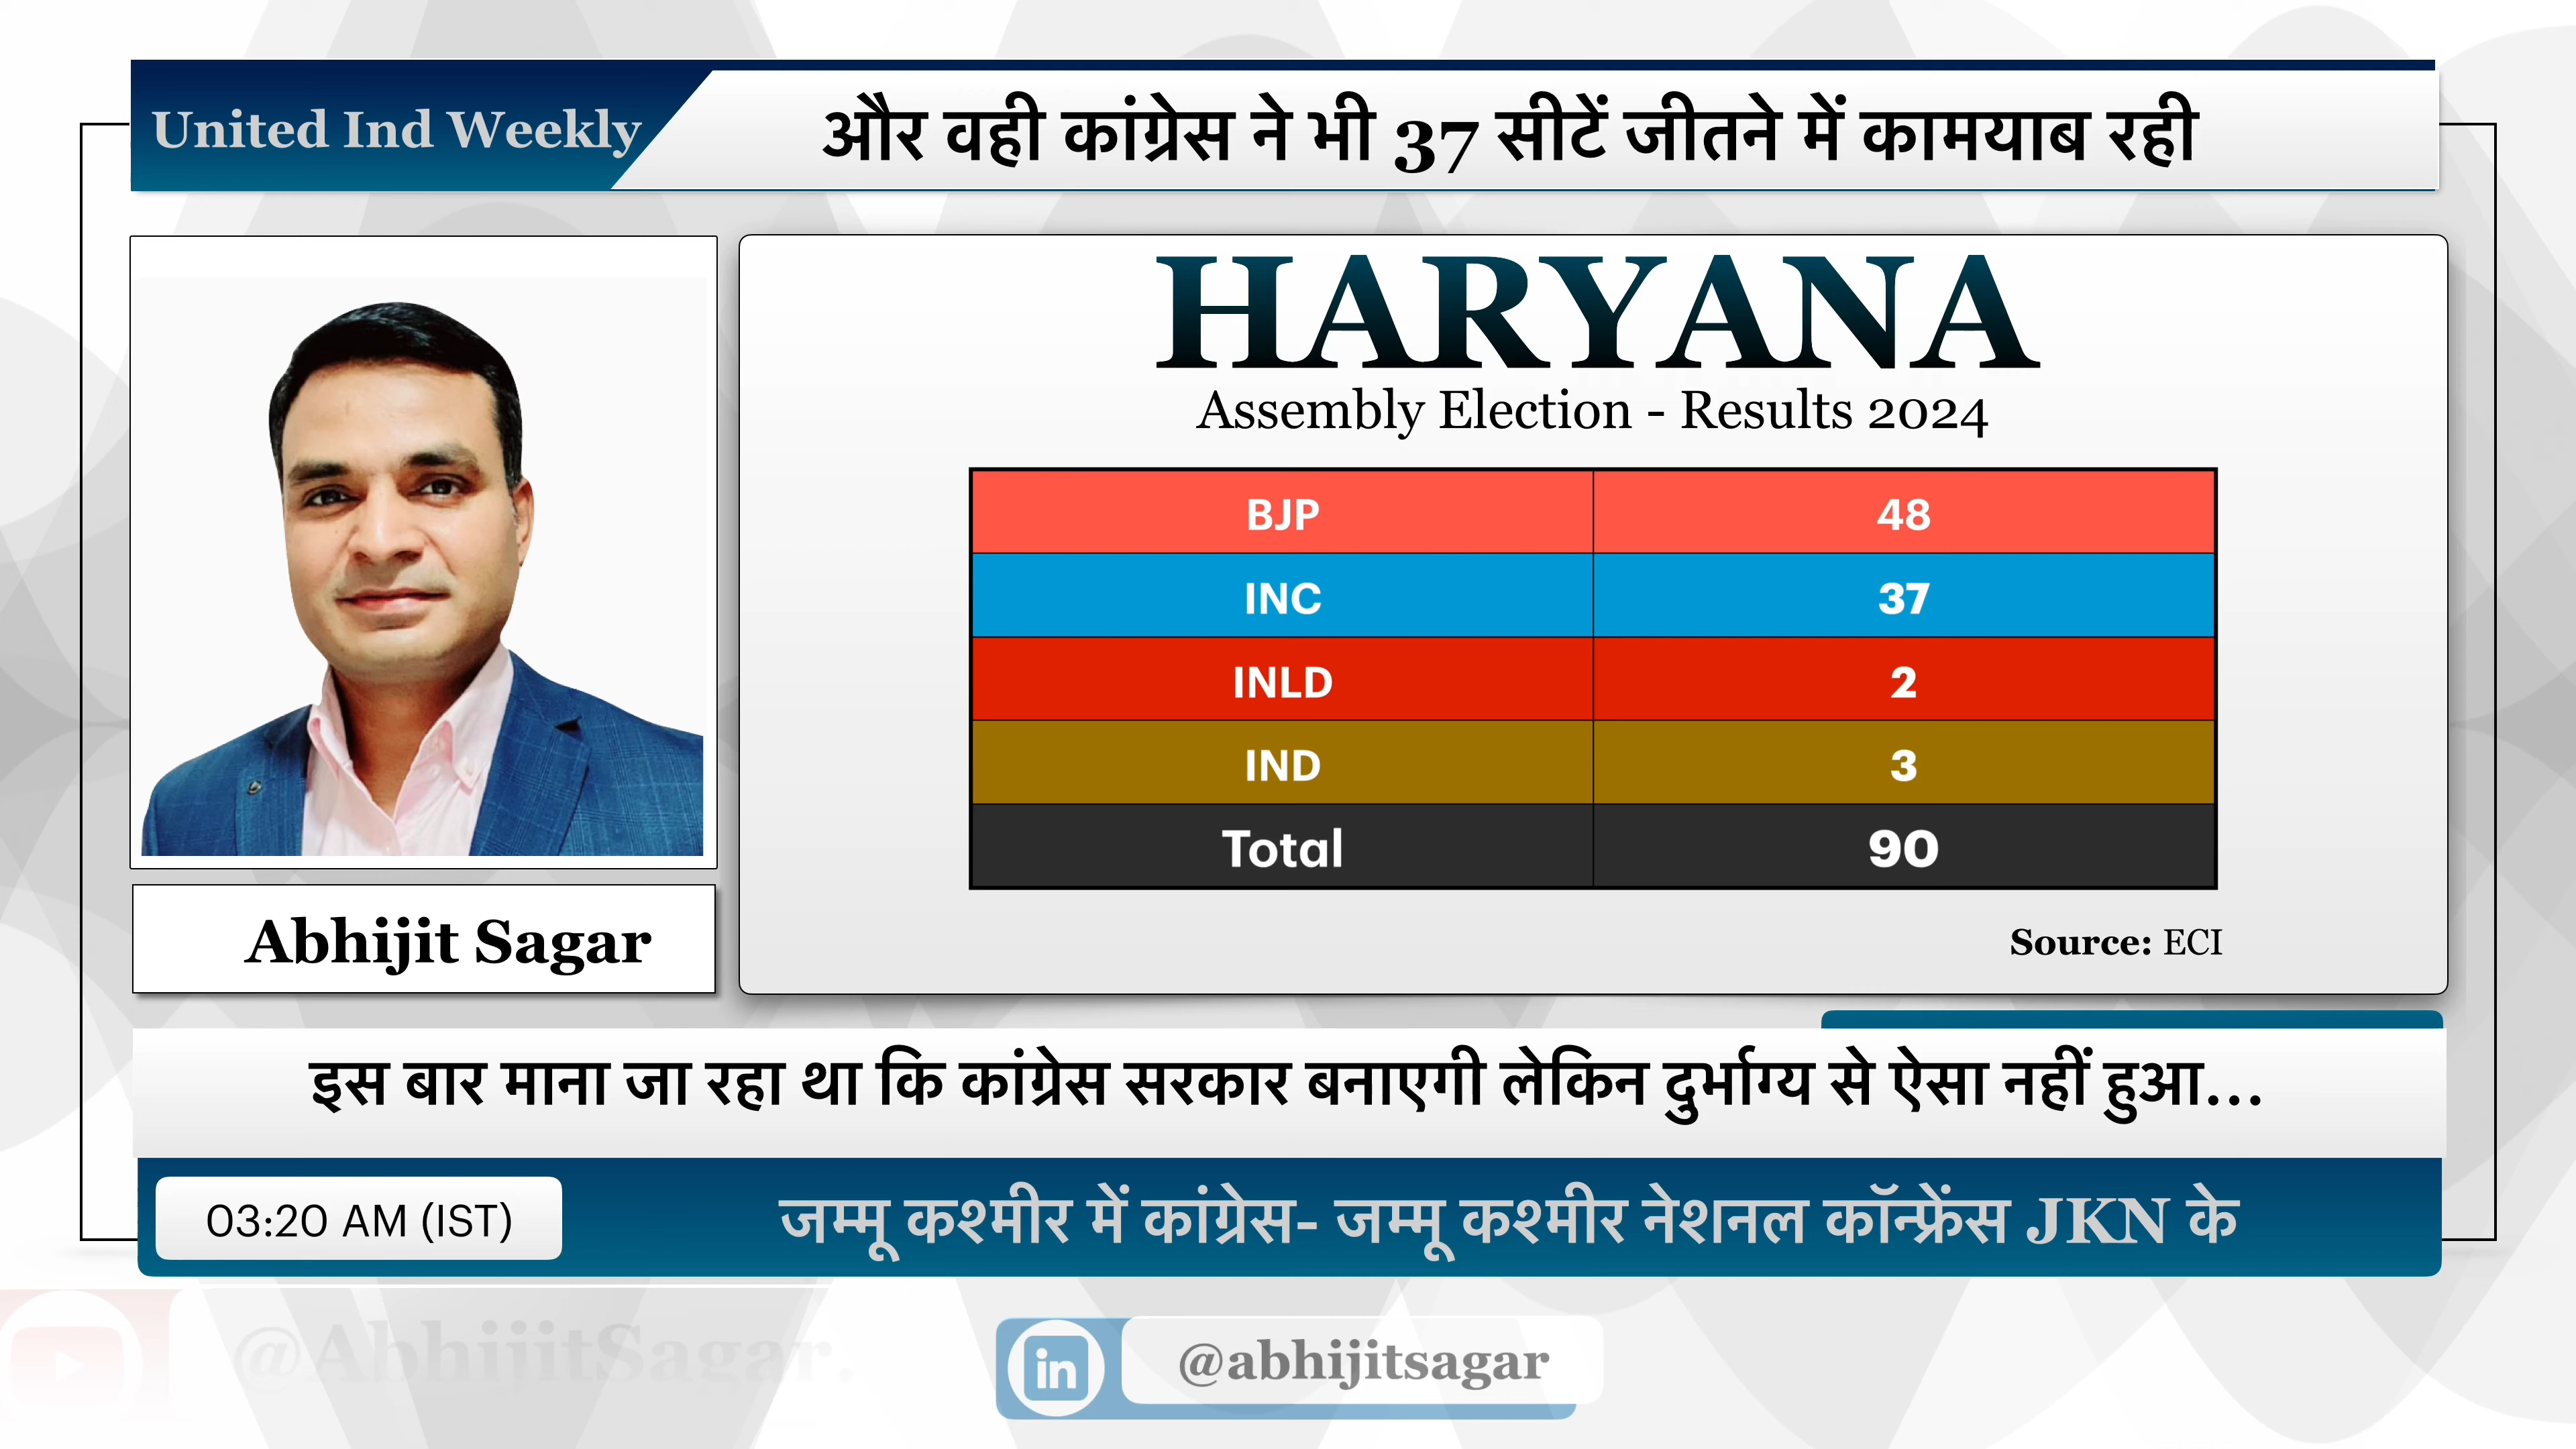 United Ind Weekly
और वही कांग्रेस ने भी 37 सीटें जीतने में कामयाब रही
HARYANA
Assembly Election - Results 2024
BJP 48
INC 37
INLD 2
IND 3
Total 90
Source: ECI
Abhijit Sagar
इस बार माना जा रहा था कि कांग्रेस सरकार बनाएगी लेकिन दुर्भाग्य से ऐसा नहीं हुआ...
03:20 AM (IST)
जम्मू कश्मीर में कांग्रेस- जम्मू कश्मीर नेशनल कॉन्फ्रेंस JKN के
@AbhijitSagar.
in
@abhijitsagar